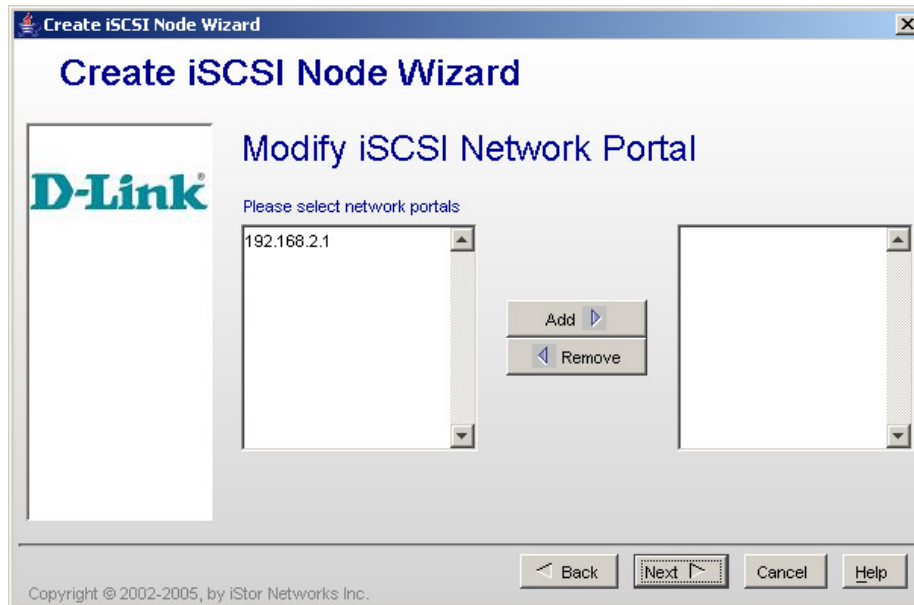 Create iSCSI Node Wizard
Create iSCSI Node Wizard
D-Link®
Modify iSCSI Network Portal
Please select network portals
192.168.2.1
Add
Remove
Back
Next
Cancel
Help
Copyright © 2002-2005, by iStor Networks Inc.